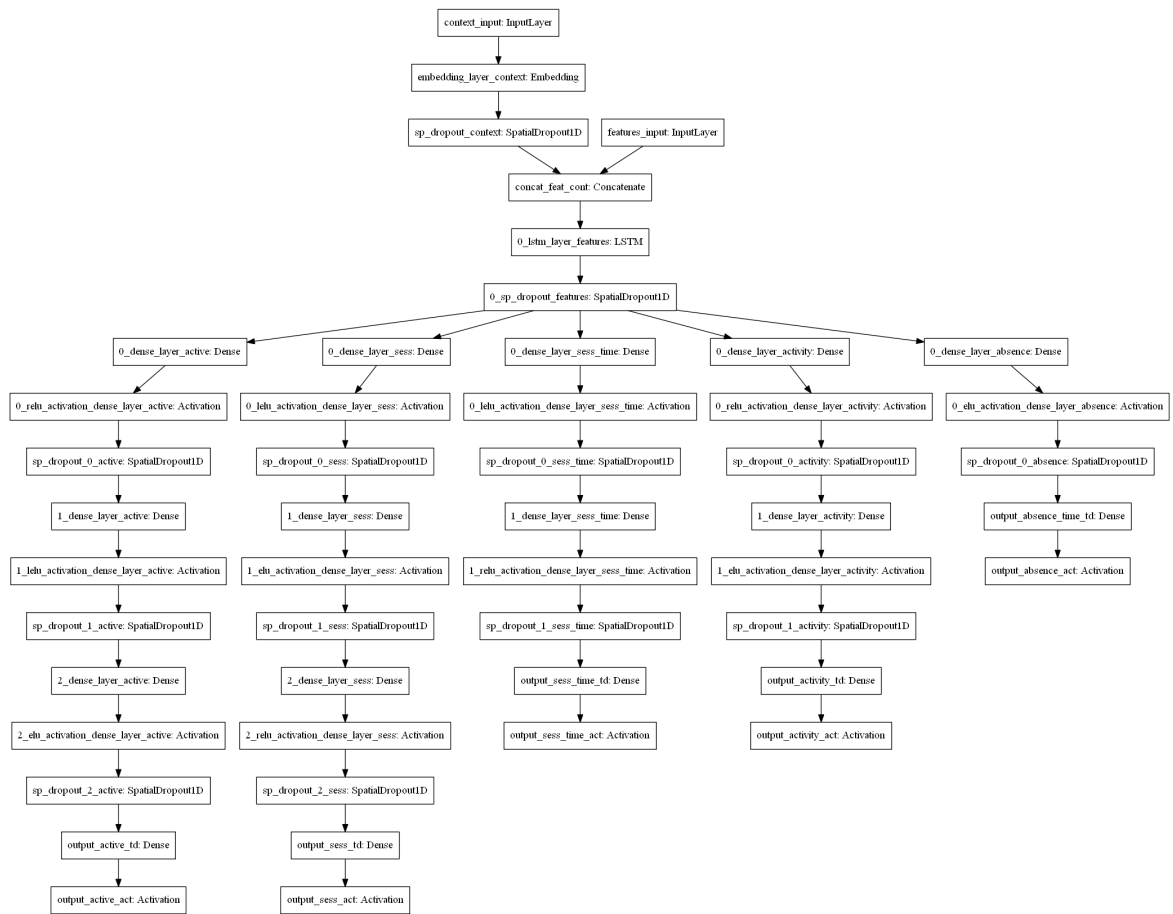 context_input: InputLayer
embedding_layer_context: Embedding
sp_dropout_context: SpatialDropout1D
features_input: InputLayer
concat_feat_cont: Concatenate
0_lstm_layer_features: LSTM
0_sp_dropout_features: SpatialDropout1D
0_dense_layer_active: Dense
0_dense_layer_sess: Dense
0_dense_layer_sess_time: Dense
0_dense_layer_activity: Dense
0_dense_layer_absence: Dense
0_relu_activation_dense_layer_active: Activation
0_lelu_activation_dense_layer_sess: Activation
0_lelu_activation_dense_layer_sess_time: Activation
0_relu_activation_dense_layer_activity: Activation
0_elu_activation_dense_layer_absence: Activation
sp_dropout_0_active: SpatialDropout1D
sp_dropout_0_sess: SpatialDropout1D
sp_dropout_0_sess_time: SpatialDropout1D
sp_dropout_0_activity: SpatialDropout1D
sp_dropout_0_absence: SpatialDropout1D
1_dense_layer_active: Dense
1_dense_layer_sess: Dense
1_dense_layer_sess_time: Dense
1_dense_layer_activity: Dense
output_absence_time_td: Dense
1_lelu_activation_dense_layer_active: Activation
1_elu_activation_dense_layer_sess: Activation
1_relu_activation_dense_layer_sess_time: Activation
1_elu_activation_dense_layer_activity: Activation
output_absence_act: Activation
sp_dropout_1_active: SpatialDropout1D
sp_dropout_1_sess: SpatialDropout1D
sp_dropout_1_sess_time: SpatialDropout1D
sp_dropout_1_activity: SpatialDropout1D
2_dense_layer_active: Dense
2_dense_layer_sess: Dense
output_sess_time_td: Dense
output_activity_td: Dense
2_elu_activation_dense_layer_active: Activation
2_relu_activation_dense_layer_sess: Activation
output_sess_time_act: Activation
output_activity_act: Activation
sp_dropout_2_active: SpatialDropout1D
sp_dropout_2_sess: SpatialDropout1D
output_active_td: Dense
output_sess_td: Dense
output_active_act: Activation
output_sess_act: Activation